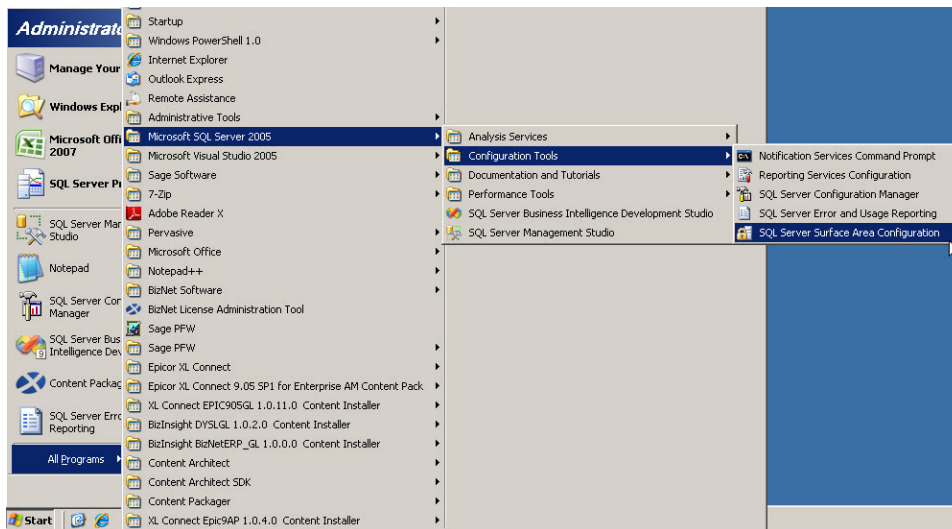 Administrato
Manage Your
Windows Expl
Microsoft Offi
2007
SQL Server Pr
SQL Server Mar
Studio
Notepad
SQL Server Cor
Manager
SQL Server Bus
Intelligence Dev
Content Packag
SQL Server Erro
Reporting
All Programs
Start
Startup
Windows PowerShell 1.0
Internet Explorer
Outlook Express
Remote Assistance
Administrative Tools
Microsoft SQL Server 2005
Microsoft Visual Studio 2005
Sage Software
7-Zip
Adobe Reader X
Pervasive
Microsoft Office
Notepad++
BizNet Software
BizNet License Administration Tool
Sage PFW
Sage PFW
Epicor XL Connect
Epicor XL Connect 9.05 SP1 for Enterprise AM Content Pack
XL Connect EPIC905GL 1.0.11.0 Content Installer
BizInsight DYSLGL 1.0.2.0 Content Installer
BizInsight BizNetERP_GL 1.0.0.0 Content Installer
Content Architect
Content Architect SDK
Content Packager
XL Connect Epic9AP 1.0.4.0 Content Installer
Analysis Services
Configuration Tools
Documentation and Tutorials
Performance Tools
SQL Server Business Intelligence Development Studio
SQL Server Management Studio
Notification Services Command Prompt
Reporting Services Configuration
SQL Server Configuration Manager
SQL Server Error and Usage Reporting
SQL Server Surface Area Configuration